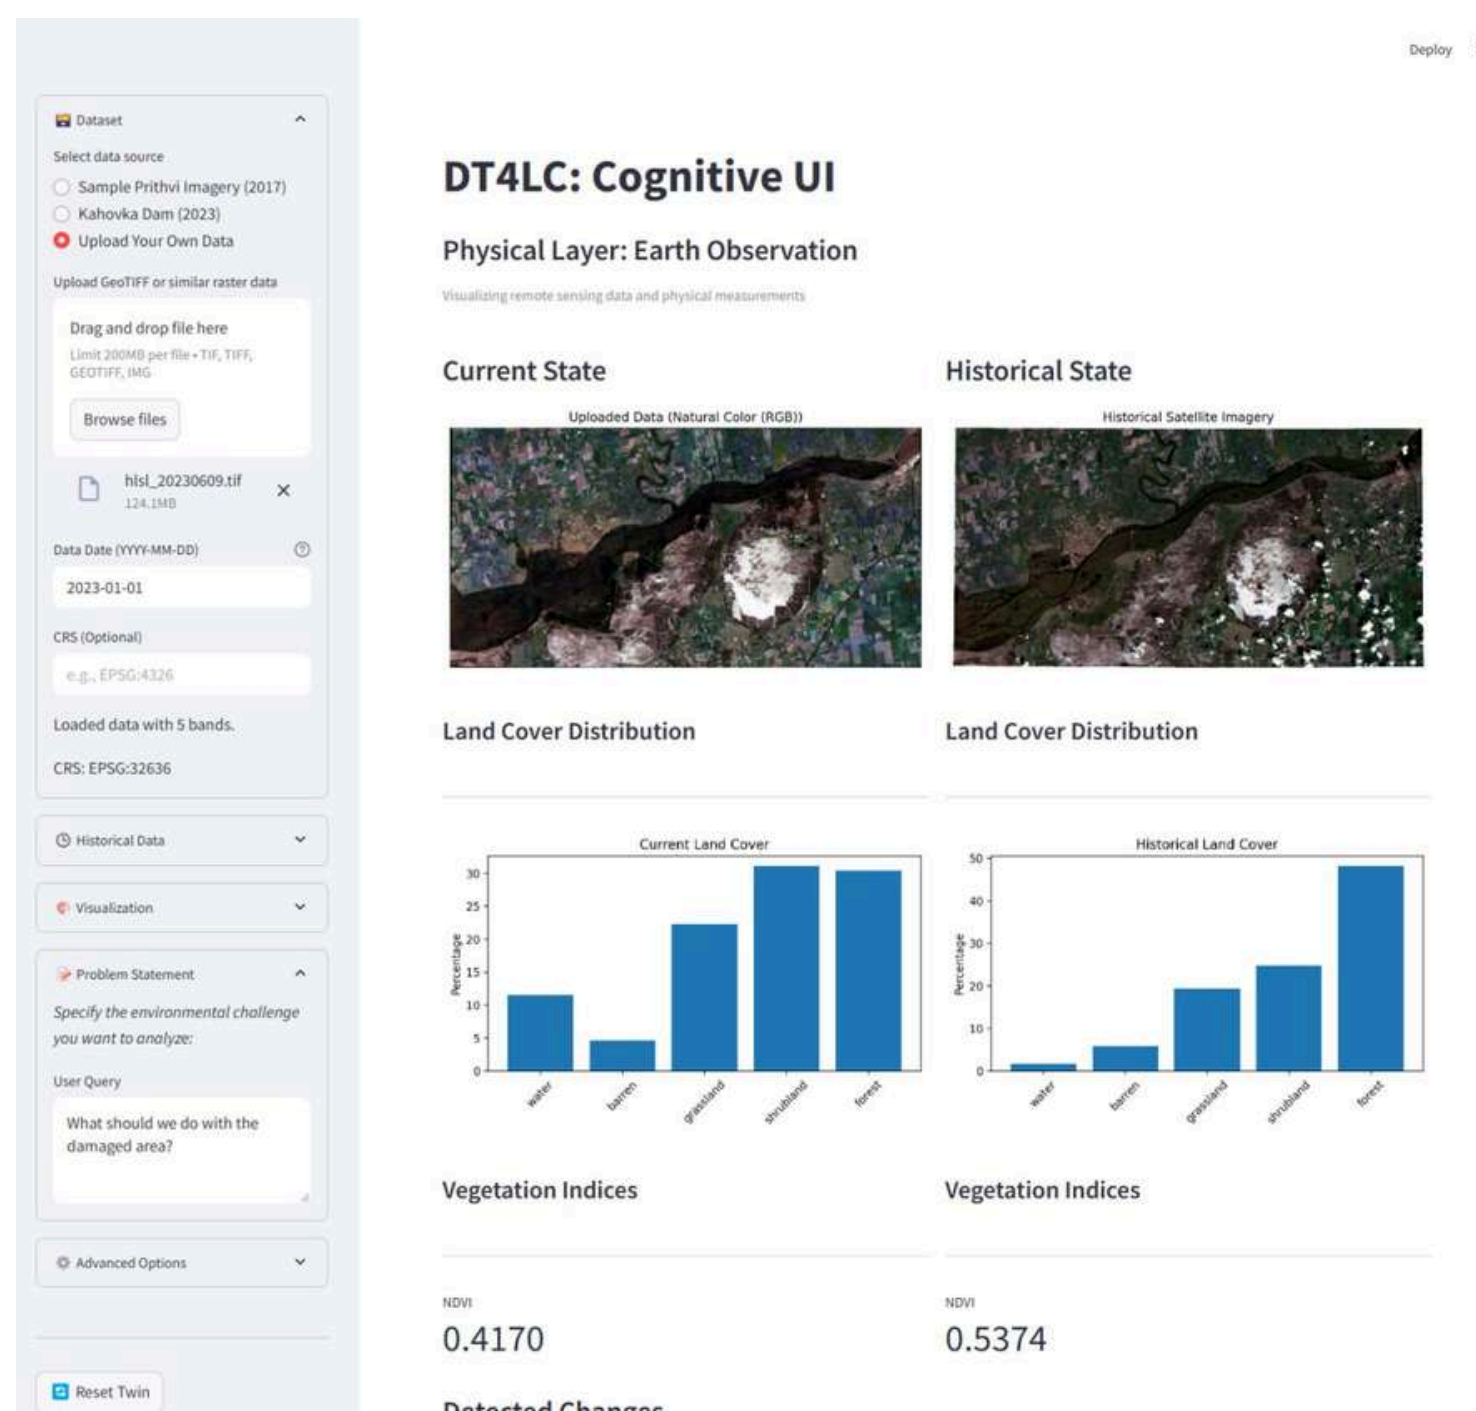 Deploy
Dataset
Select data source
Sample Prithvi Imagery (2017)
Kahovka Dam (2023)
Upload Your Own Data
Upload GeoTIFF or similar raster data
Drag and drop file here
Limit 200MB per file • TIF, TIFF,
GEOTIFF, IMG
Browse files
hlsl_20230609.tif
124.1MB
Data Date (YYYY-MM-DD)
2023-01-01
CRS (Optional)
e.g., EPSG:4326
Loaded data with 5 bands.
CRS: EPSG:32636
Historical Data
Visualization
Problem Statement
Specify the environmental challenge
you want to analyze:
User Query
What should we do with the
damaged area?
Advanced Options
Reset Twin
DT4LC: Cognitive UI
Physical Layer: Earth Observation
Visualizing remote sensing data and physical measurements
Current State
Uploaded Data (Natural Color (RGB))
Land Cover Distribution
Current Land Cover
Percentage
30
25
20
15
10
5
0
water
barren
grassland
shrubland
forest
Vegetation Indices
NDVI
0.4170
Detected Changes
Historical State
Historical Satellite Imagery
Land Cover Distribution
Historical Land Cover
Percentage
50
40
30
20
10
0
water
barren
grassland
shrubland
forest
Vegetation Indices
NDVI
0.5374